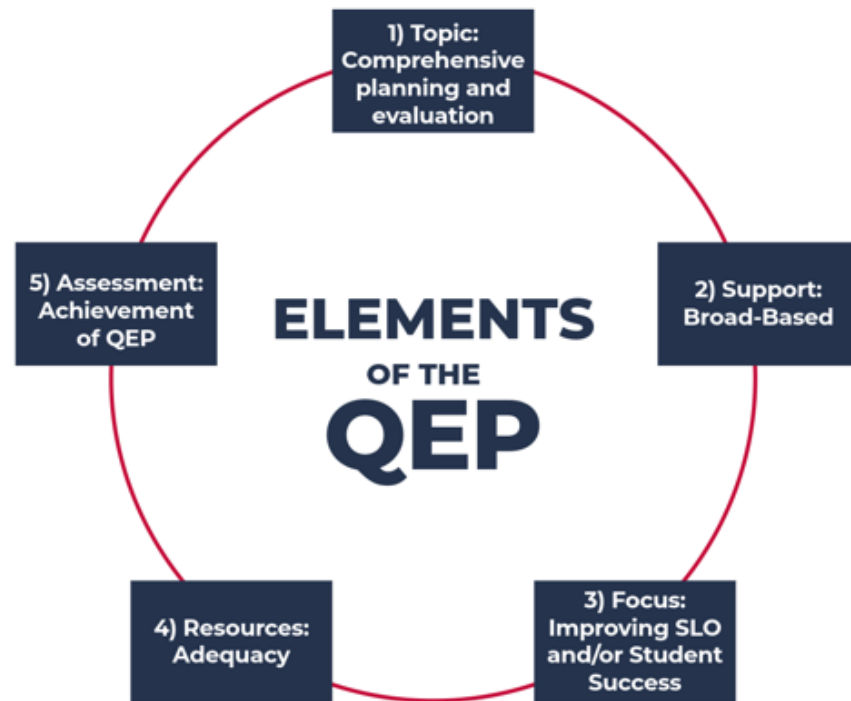 1) Topic:
Comprehensive
planning and
evaluation
2) Support:
Broad-Based
3) Focus:
Improving SLO
and/or Student
Success
4) Resources:
Adequacy
5) Assessment:
Achievement
of QEP
ELEMENTS
OF THE
QEP